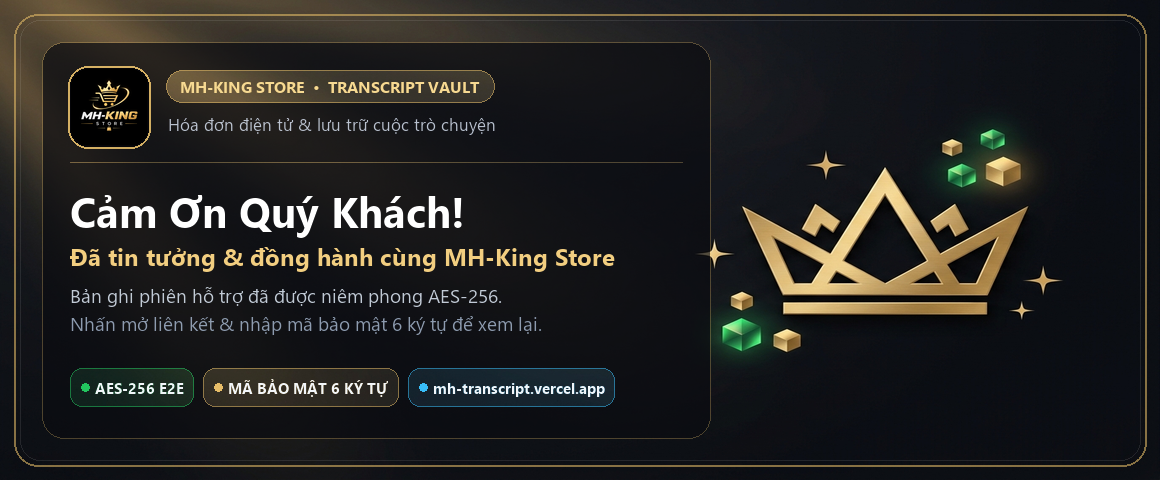 MH-KING
STORE
MH-KING STORE • TRANSCRIPT VAULT
Hóa đơn điện tử & lưu trữ cuộc trò chuyện
Cảm Ơn Quý Khách!
Đã tin tưởng & đồng hành cùng MH-King Store
Bản ghi phiên hỗ trợ đã được niêm phong AES-256.
Nhấn mở liên kết & nhập mã bảo mật 6 ký tự để xem lại.
AES-256 E2E
MÃ BẢO MẬT 6 KÝ TỰ
mh-transcript.vercel.app